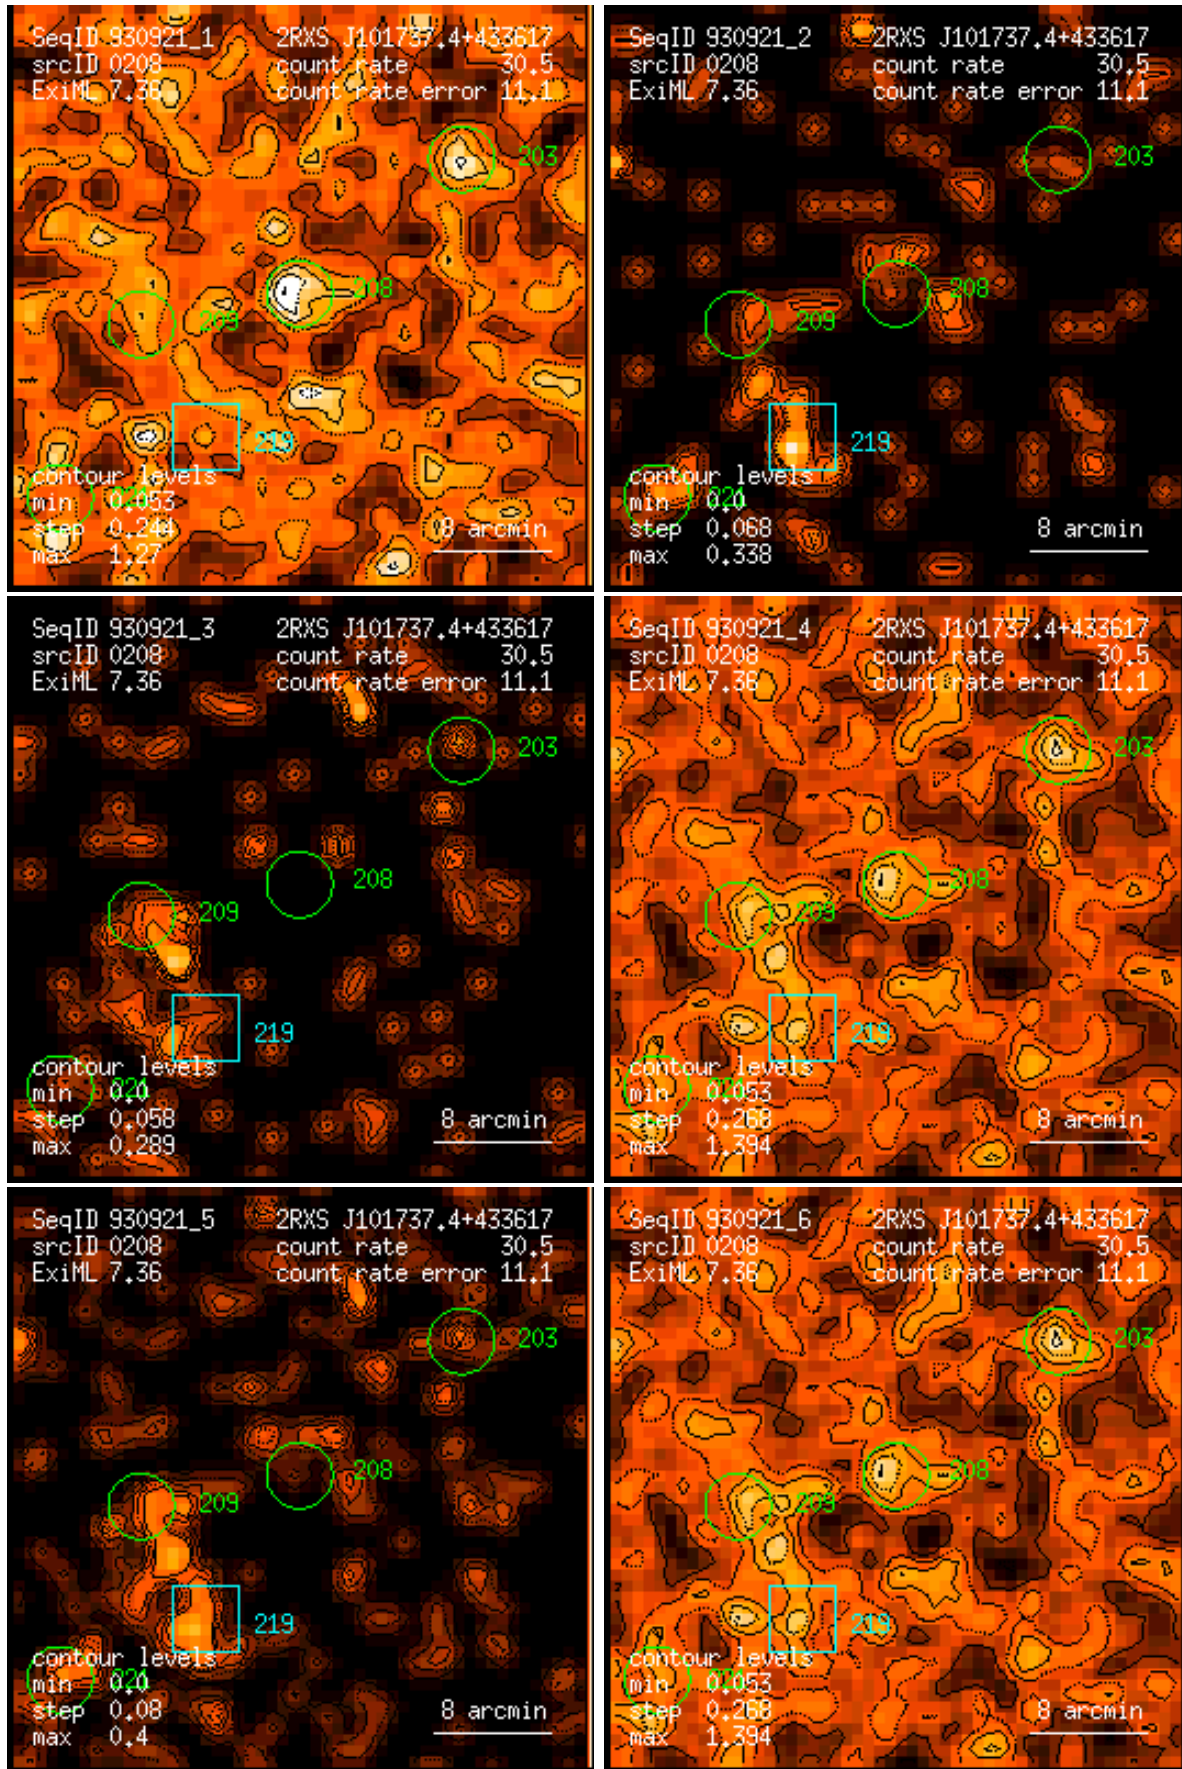 SeqID 930921_1 2RXS J101737.4+433617
srcID 0208 count rate 30.5
ExiML 7.36 count rate error 11.1
203
208
209
219
contour levels
min 0.053
step 0.244
max 1.27
8 arcmin
SeqID 930921_2 2RXS J101737.4+433617
srcID 0208 count rate 30.5
ExiML 7.36 count rate error 11.1
203
208
209
219
contour levels
min 0.0
step 0.068
max 0.338
8 arcmin
SeqID 930921_3 2RXS J101737.4+433617
srcID 0208 count rate 30.5
ExiML 7.36 count rate error 11.1
203
208
209
219
contour levels
min 0.0
step 0.058
max 0.289
8 arcmin
SeqID 930921_4 2RXS J101737.4+433617
srcID 0208 count rate 30.5
ExiML 7.36 count rate error 11.1
203
208
209
219
contour levels
min 0.053
step 0.268
max 1.394
8 arcmin
SeqID 930921_5 2RXS J101737.4+433617
srcID 0208 count rate 30.5
ExiML 7.36 count rate error 11.1
203
208
209
219
contour levels
min 0.0
step 0.08
max 0.4
8 arcmin
SeqID 930921_6 2RXS J101737.4+433617
srcID 0208 count rate 30.5
ExiML 7.36 count rate error 11.1
203
208
209
219
contour levels
min 0.053
step 0.268
max 1.394
8 arcmin